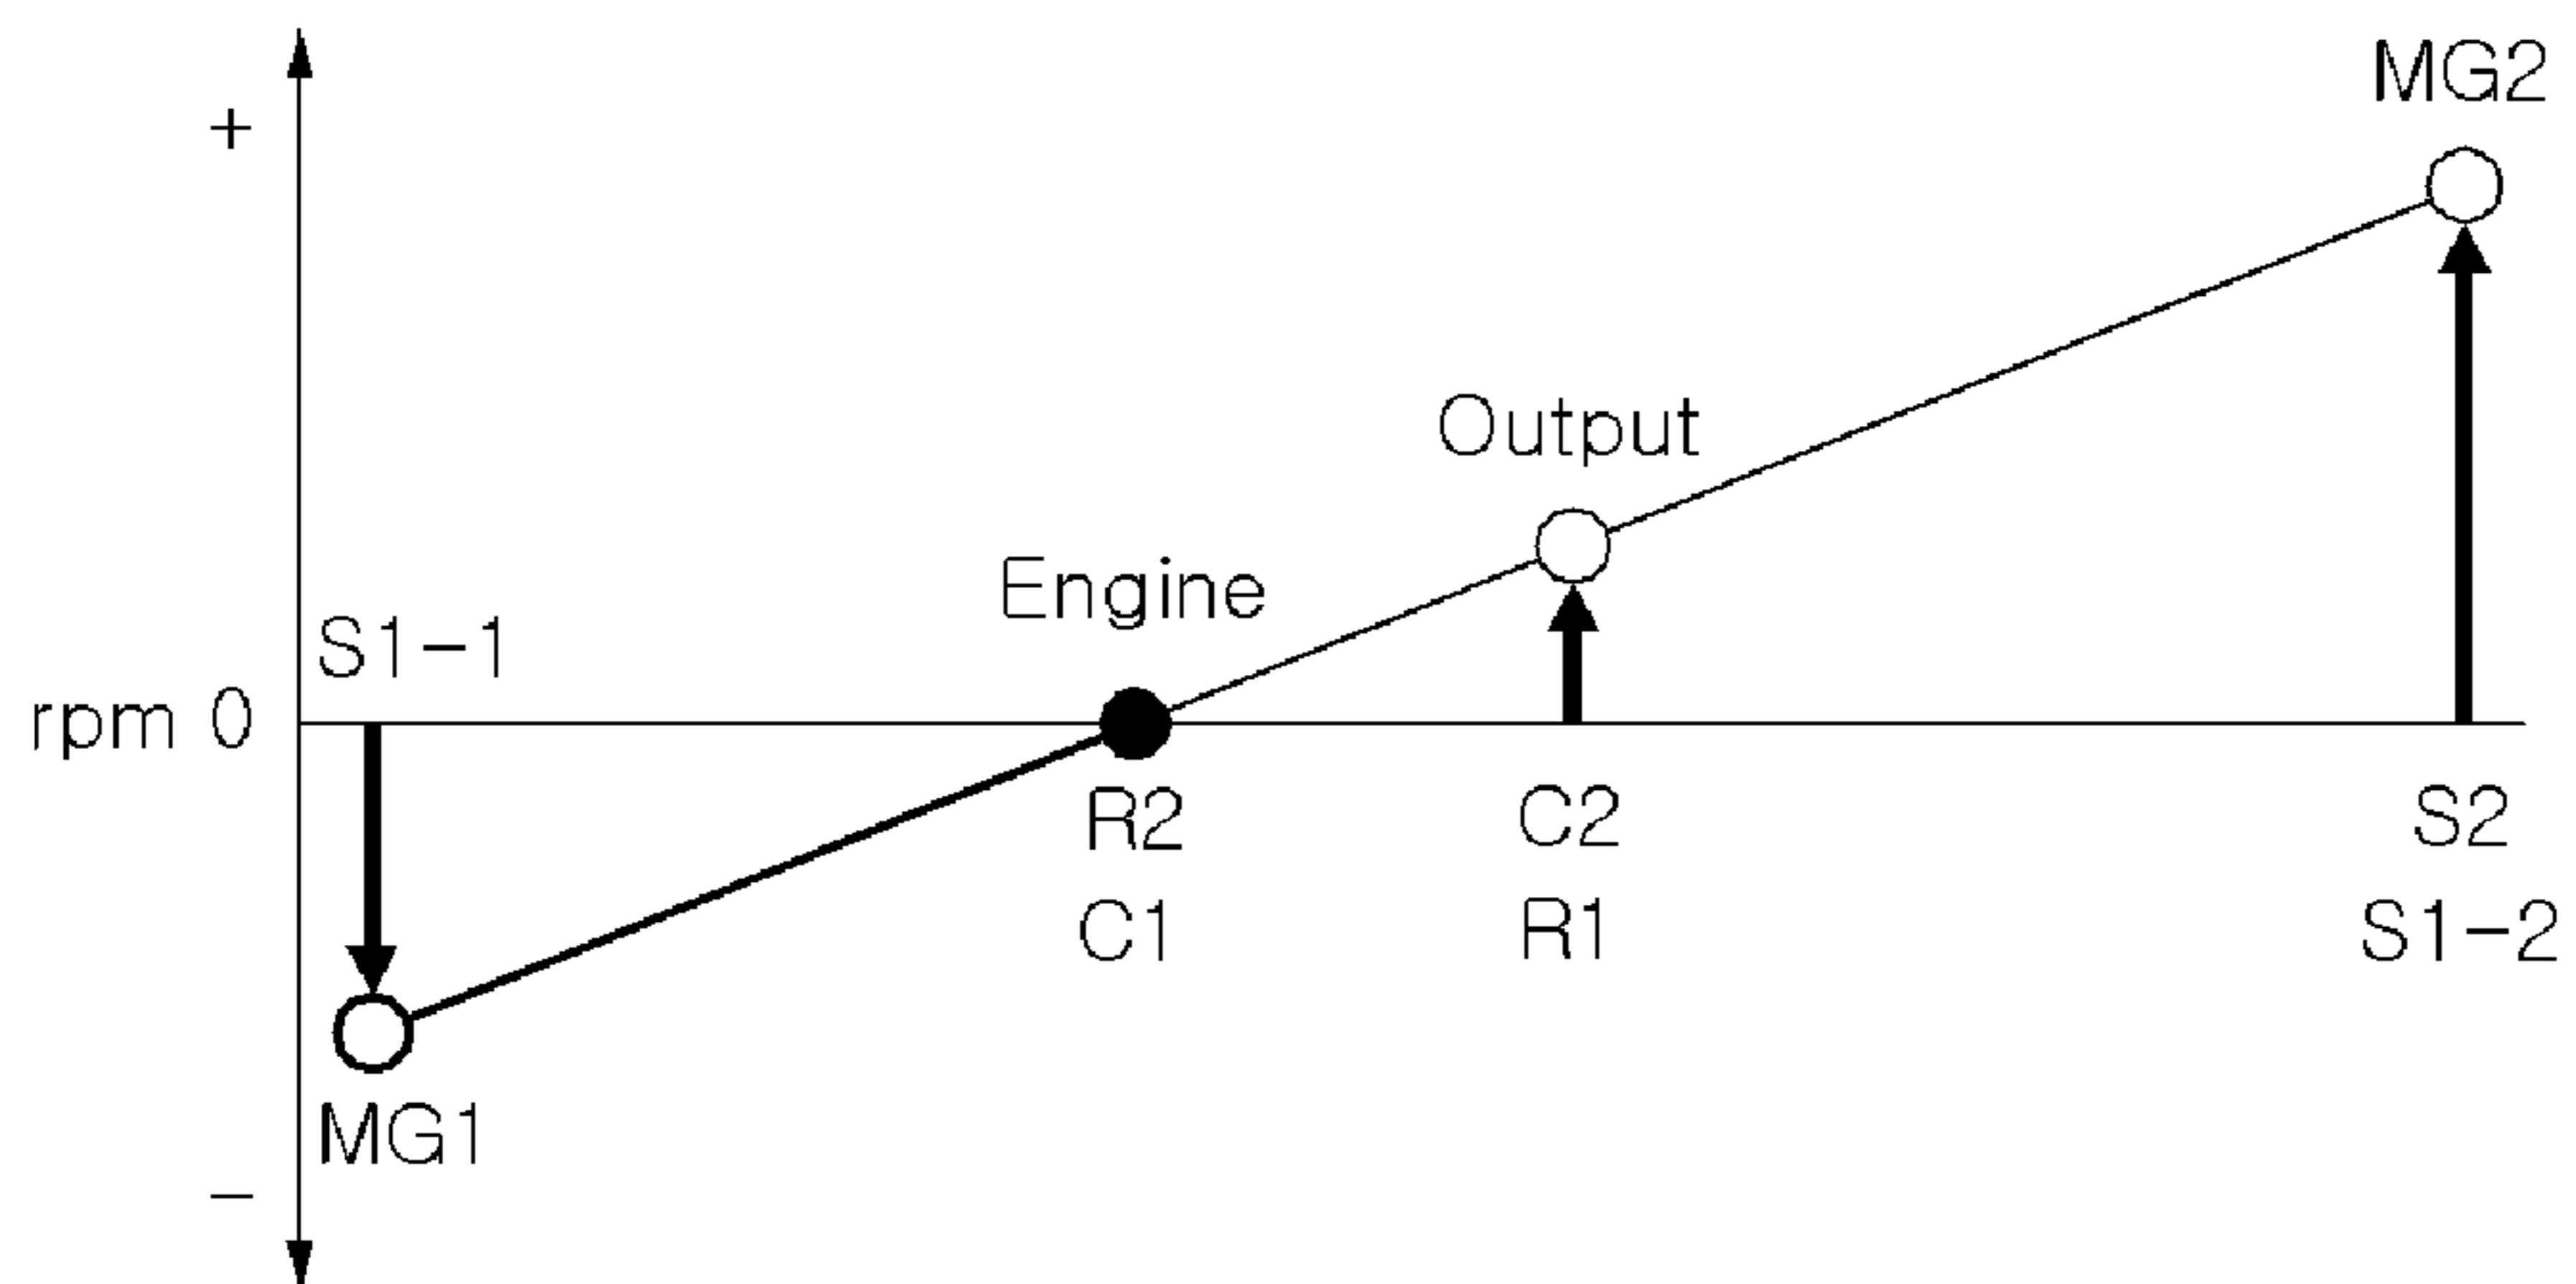 MG2
+
Output
Engine
S1-1
rpm 0
R2 C2 S2
C1 R1 S1-2
MG1
-